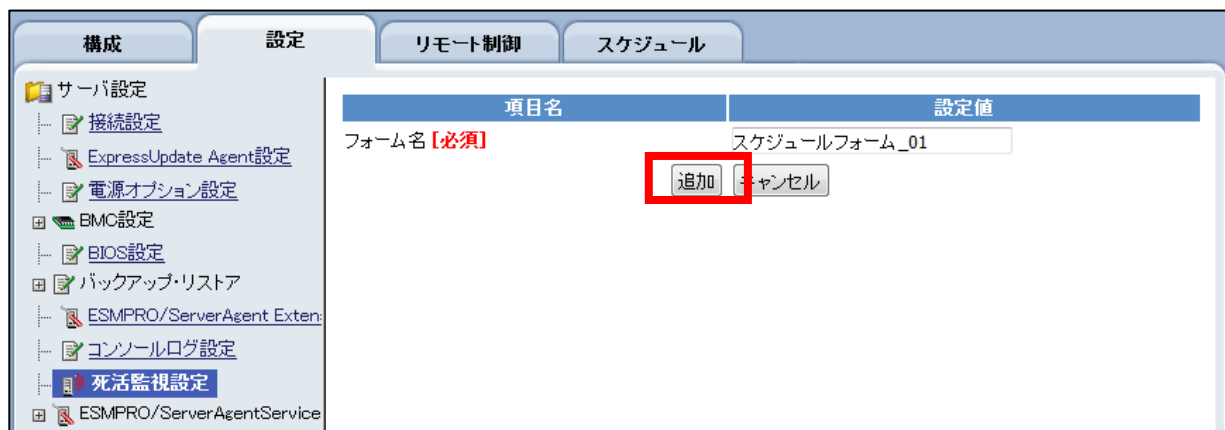 構成 設定 リモート制御 スケジュール
サーバ設定
接続設定
ExpressUpdate Agent設定
電源オプション設定
BMC設定
BIOS設定
バックアップ・リストア
ESMPRO/ServerAgent Exten
コンソールログ設定
死活監視設定
ESMPRO/ServerAgentService
項目名 設定値
フォーム名 [必須] スケジュールフォーム_01
追加 キャンセル